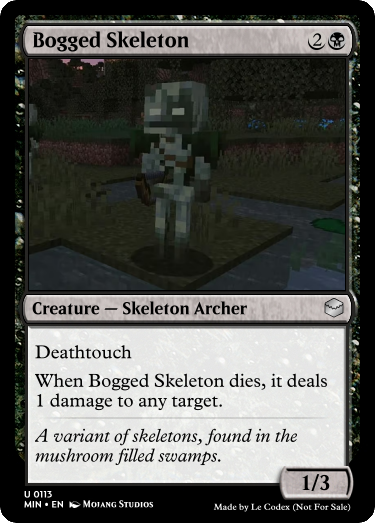 Bogged Skeleton 2
Creature — Skeleton Archer
Deathtouch
When Bogged Skeleton dies, it deals
1 damage to any target.
A variant of skeletons, found in the
mushroom filled swamps.
1/3
U 0113
MIN • EN Mojang Studios
Made by Le Codex (Not For Sale)